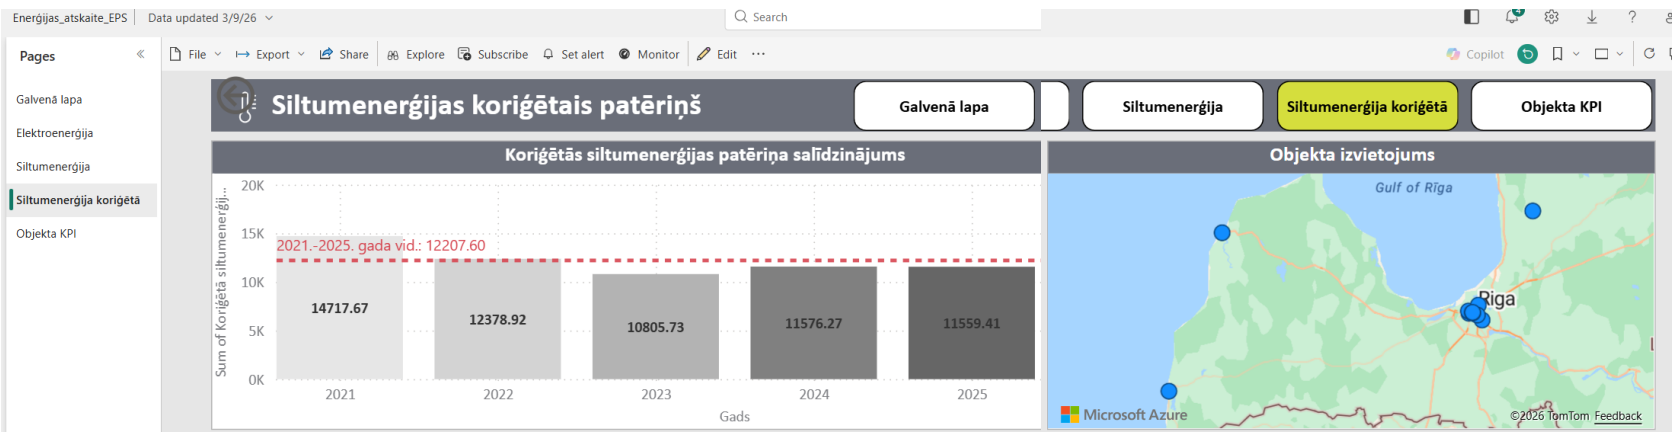 Enerģijas_atskaite_EPS Data updated 3/9/26
Search
4
?
Pages
File Export Share Explore Subscribe Set alert Monitor Edit ...
Copilot
Galvenā lapa
Elektroenerģija
Siltumenerģija
Siltumenerģija koriģētā
Objekta KPI
Siltumenerģijas koriģētais patēriņš
Galvenā lapa
Siltumenerģija
Siltumenerģija koriģētā
Objekta KPI
Koriģētās siltumenerģijas patēriņa salīdzinājums
Sum of Koriģētā siltumenerģij...
20K
15K
10K
5K
0K
2021.-2025. gada vid.: 12207.60
14717.67
12378.92
10805.73
11576.27
11559.41
2021
2022
2023
2024
2025
Gads
Objekta izvietojums
Gulf of Rīga
Riga
L
Microsoft Azure
©2026 TomTom Feedback